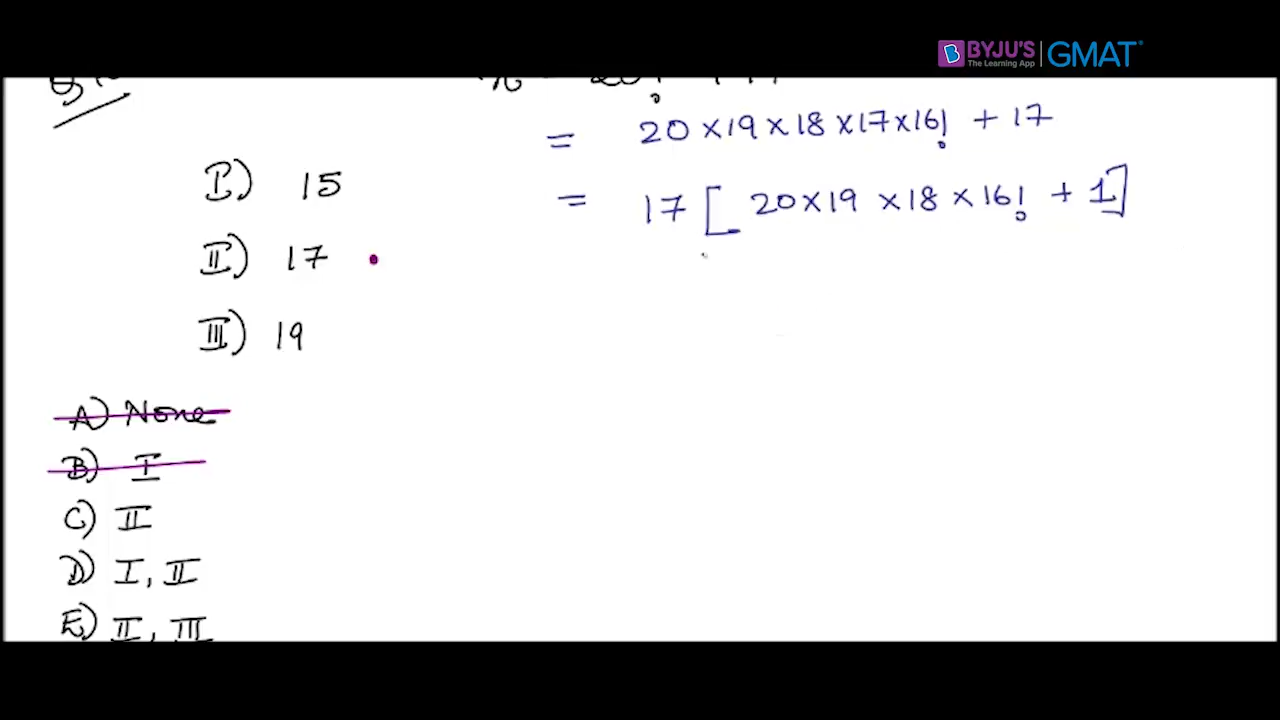 BYJU'S
The Learning App
GMAT
= 20 × 19 × 18 × 17 × 16! + 17
= 17 [ 20 × 19 × 18 × 16! + 1 ]
I) 15
II) 17
III) 19
A) None
B) I
C) II
D) I, II
E) II, III